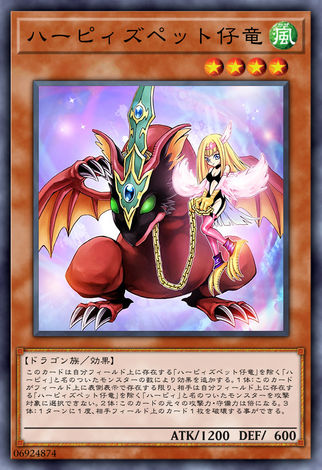 ハーピィズペット仔竜
風
【ドラゴン族／効果】
このカードは自分フィールド上に存在する「ハーピィズペット仔竜」を除く「ハ
ーピィ」と名のついたモンスターの数により効果を追加する。１体：このカード
がフィールド上に表側表示で存在する限り、相手は自分フィールド上に存在す
る「ハーピィズペット仔竜」を除く「ハーピィ」と名のついたモンスターを攻撃
対象に選択できない。２体：このカードの元々の攻撃力・守備力は倍になる。３
体：１ターンに１度、相手フィールド上のカード１枚を破壊する事ができる。
ATK/1200 DEF/ 600
06924874